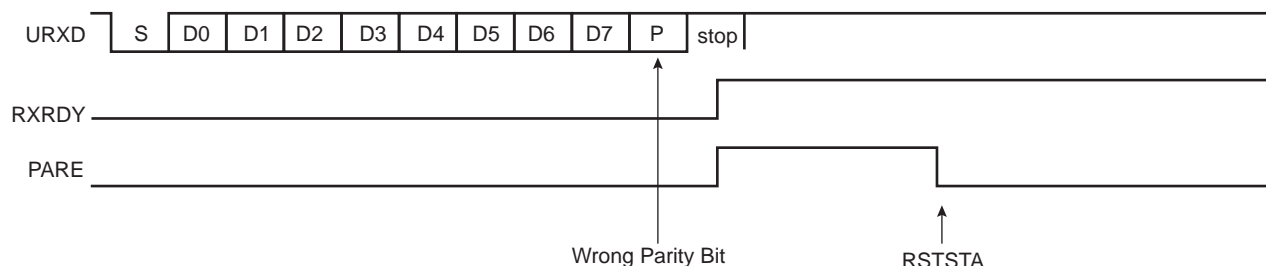 URXD S D0 D1 D2 D3 D4 D5 D6 D7 P stop
RXRDY
PARE
Wrong Parity Bit RSTSTA